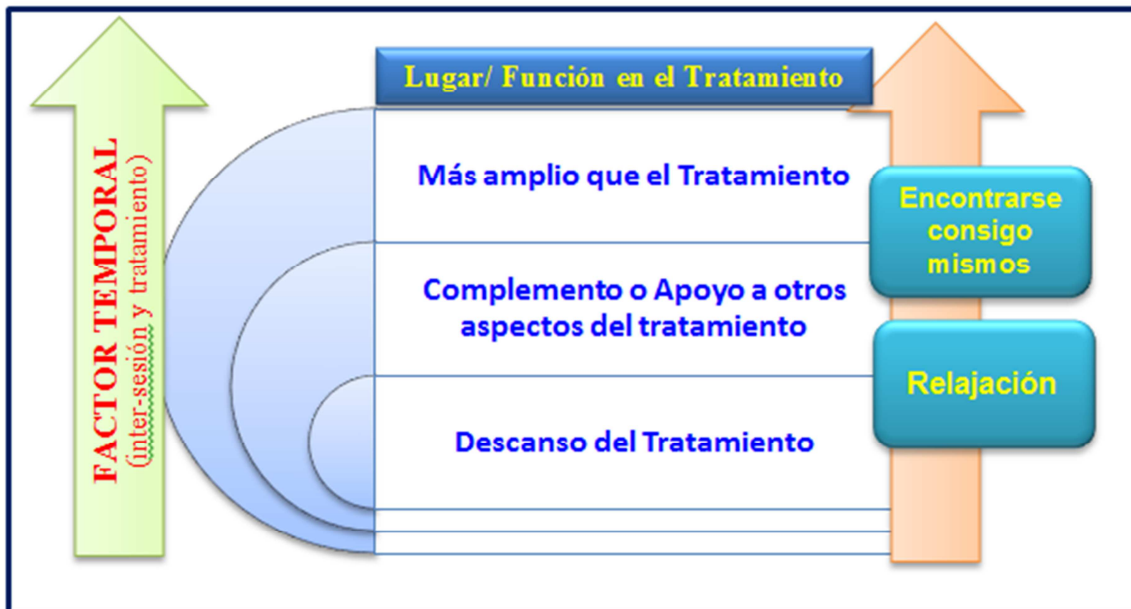 FACTOR TEMPORAL
(inter-sesión y tratamiento)
Lugar/ Función en el Tratamiento
Más amplio que el Tratamiento
Complemento o Apoyo a otros
aspectos del tratamiento
Descanso del Tratamiento
Encontrarse
consigo
mismos
Relajación